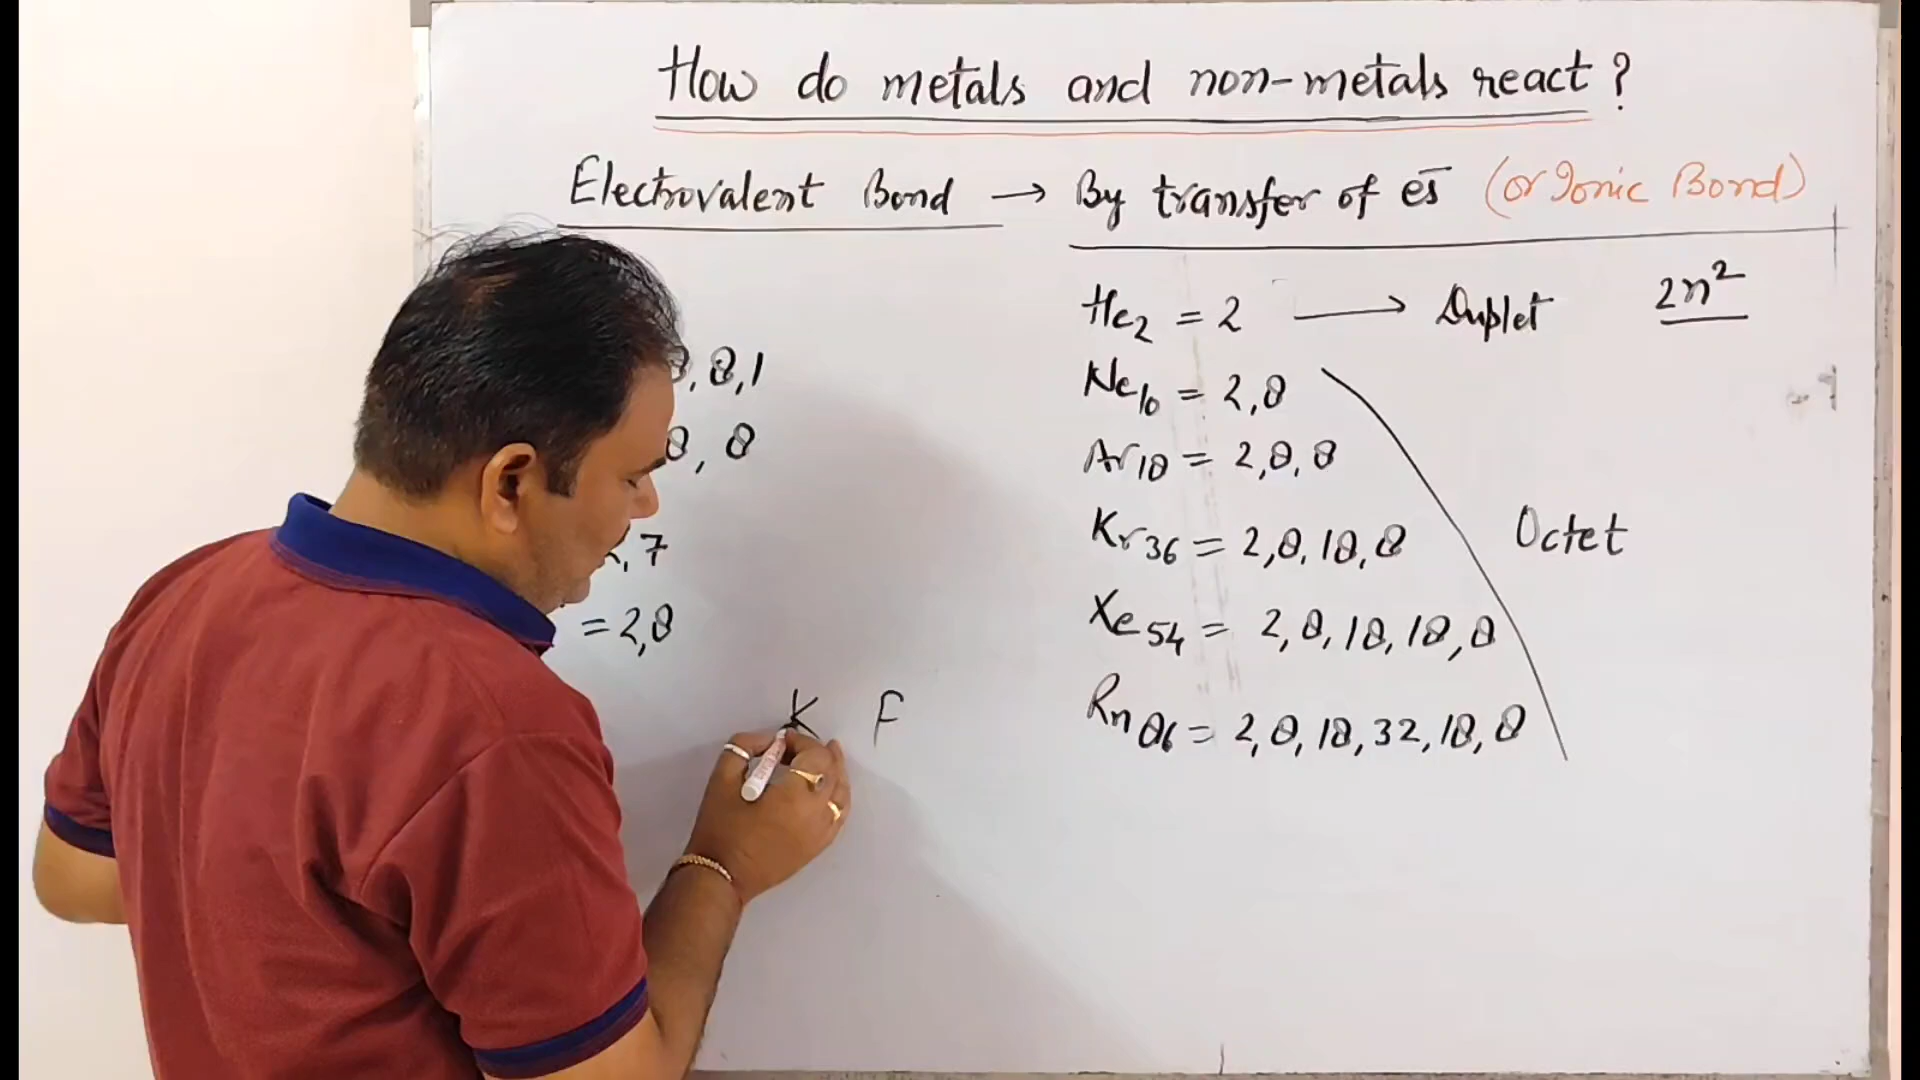 How do metals and non-metals react?
Electrovalent Bond → By transfer of es̄ (or Ionic Bond)
He₂ = 2 → Duplet 2n²
, 8, 1
Ne₁₀ = 2,8
8, 8
Ar₁₈ = 2,8,8
, 7
Kr₃₆ = 2,8,18,8 Octet
= 2,8
Xe₅₄ = 2,8,18,18,8
K F
Rn₈₆ = 2,8,18,32,18,8